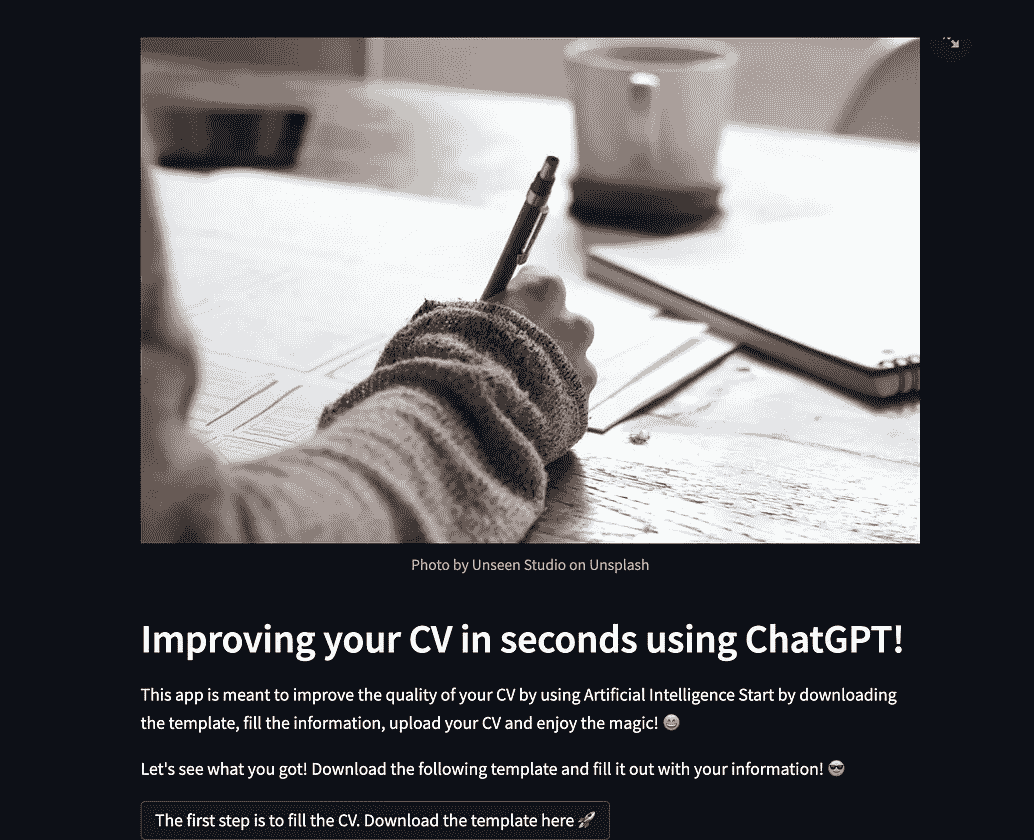 Photo by Unseen Studio on Unsplash
Improving your CV in seconds using ChatGPT!
This app is meant to improve the quality of your CV by using Artificial Intelligence Start by downloading
the template, fill the information, upload your CV and enjoy the magic! 😄
Let's see what you got! Download the following template and fill it out with your information! 😎
The first step is to fill the CV. Download the template here 🚀